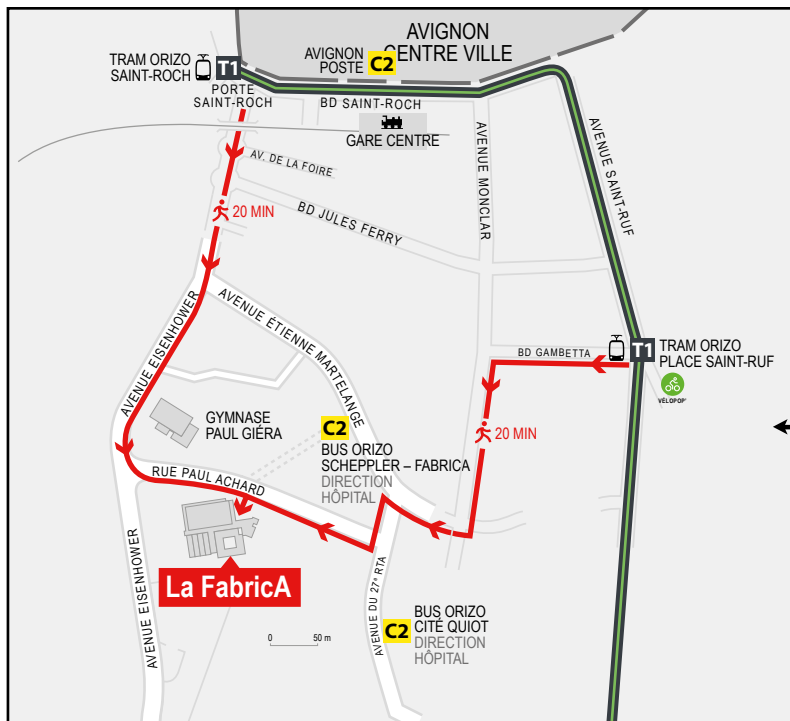 AVIGNON
CENTRE VILLE
AVIGNON
POSTE
C2
TRAM ORIZO
SAINT-ROCH
T1
PORTE
SAINT-ROCH
BD SAINT-ROCH
GARE CENTRE
AV. DE LA FOIRE
20 MIN
BD JULES FERRY
AVENUE MONCLAR
AVENUE SAINT-RUF
AVENUE EISENHOWER
AVENUE ÉTIENNE MARTELANGE
BD GAMBETTA
T1
TRAM ORIZO
PLACE SAINT-RUF
VÉLOPOP'
GYMNASE
PAUL GIÉRA
C2
BUS ORIZO
SCHEPPLER – FABRICA
DIRECTION
HÔPITAL
20 MIN
RUE PAUL ACHARD
La FabricA
AVENUE EISENHOWER
AVENUE DU 27ᵉ RTA
C2
BUS ORIZO
CITÉ QUIOT
DIRECTION
HÔPITAL
0 50 m